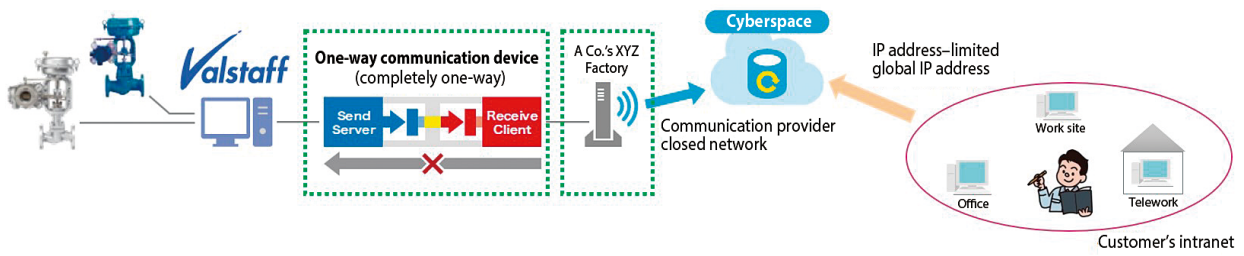 Valstaff
One-way communication device
(completely one-way)
Send
Server
Receive
Client
A Co.'s XYZ
Factory
Cyberspace
Communication provider
closed network
IP address–limited
global IP address
Work site
Office
Telework
Customer's intranet